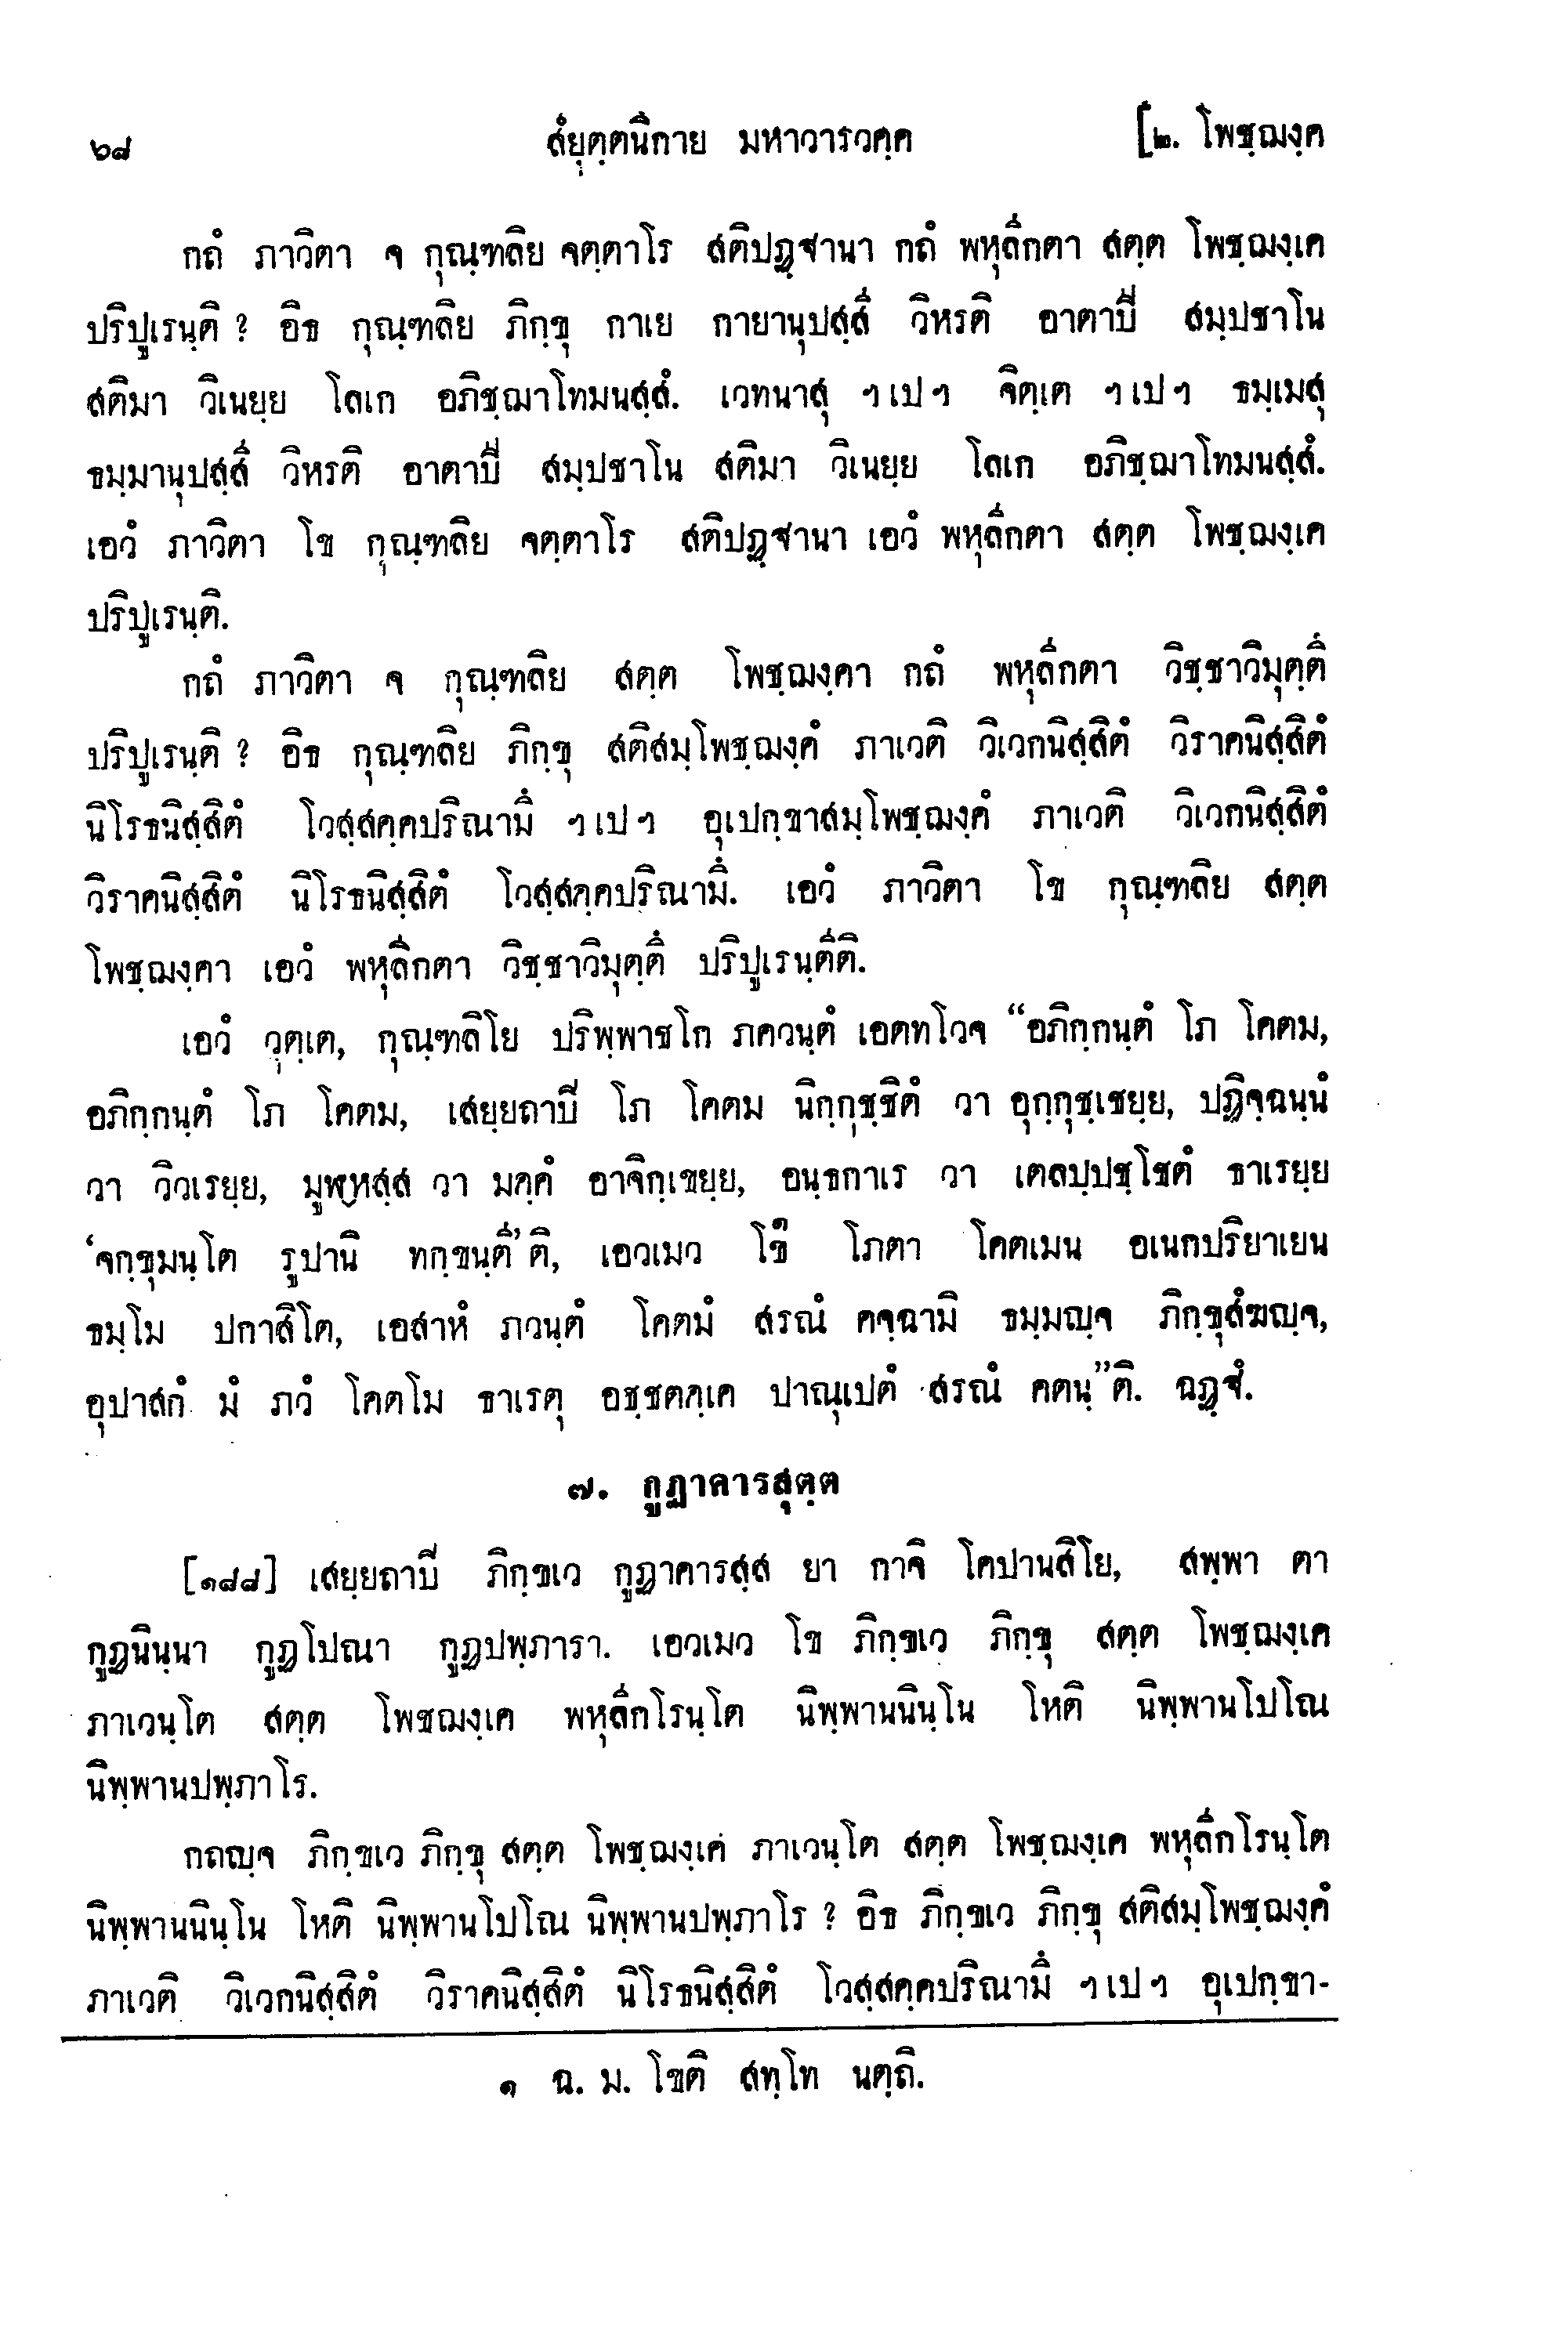 ๖๘ สํยุตฺตนิกาย มหาวารวคฺค [๒. โพชฺฌงฺค
กถํ ภาวิตา จ กุณฺฑลิย จตฺตาโร สติปฏฺฐานา กถํ พหุลีกตา สตฺต โพชฺฌงฺเค
ปริปูเรนฺติ ? อิธ กุณฺฑลิย ภิกฺขุ กาเย กายานุปสฺสี วิหรติ อาตาปี สมฺปชาโน
สติมา วิเนยฺย โลเก อภิชฺฌาโทมนสฺสํ. เวทนาสุ ฯเปฯ จิตฺเต ฯเปฯ ธมฺเมสุ
ธมฺมานุปสฺสี วิหรติ อาตาปี สมฺปชาโน สติมา วิเนยฺย โลเก อภิชฺฌาโทมนสฺสํ.
เอวํ ภาวิตา โข กุณฺฑลิย จตฺตาโร สติปฏฺฐานา เอวํ พหุลีกตา สตฺต โพชฺฌงฺเค
ปริปูเรนฺติ.
กถํ ภาวิตา จ กุณฺฑลิย สตฺต โพชฺฌงฺคา กถํ พหุลีกตา วิชฺชาวิมุตฺตึ
ปริปูเรนฺติ ? อิธ กุณฺฑลิย ภิกฺขุ สติสมฺโพชฺฌงฺคํ ภาเวติ วิเวกนิสฺสิตํ วิราคนิสฺสิตํ
นิโรธนิสฺสิตํ โวสฺสคฺคปริณามึ ฯเปฯ อุเปกฺขาสมฺโพชฺฌงฺคํ ภาเวติ วิเวกนิสฺสิตํ
วิราคนิสฺสิตํ นิโรธนิสฺสิตํ โวสฺสคฺคปริณามึ. เอวํ ภาวิตา โข กุณฺฑลิย สตฺต
โพชฺฌงฺคา เอวํ พหุลีกตา วิชฺชาวิมุตฺตึ ปริปูเรนฺตีติ.
เอวํ วุตฺเต, กุณฺฑลิโย ปริพฺพาชโก ภควนฺตํ เอตทโวจ “อภิกฺกนฺตํ โภ โคตม,
อภิกฺกนฺตํ โภ โคตม, เสยฺยถาปิ โภ โคตม นิกฺกุชฺชิตํ วา อุกฺกุชฺเชยฺย, ปฏิจฺฉนฺนํ
วา วิวเรยฺย, มูฬฺหสฺส วา มคฺคํ อาจิกฺเขยฺย, อนฺธกาเร วา เตลปฺปชฺโชตํ ธาเรยฺย
‘จกฺขุมนฺโต รูปานิ ทกฺขนฺตี’ติ, เอวเมว โข๑ โภตา โคตเมน อเนกปริยาเยน
ธมฺโม ปกาสิโต, เอสาหํ ภวนฺตํ โคตมํ สรณํ คจฺฉามิ ธมฺมญฺจ ภิกฺขุสํฆญฺจ,
อุปาสกํ มํ ภวํ โคตโม ธาเรตุ อชฺชตคฺเค ปาณุเปตํ สรณํ คตนฺ”ติ. ฉฏฺฐํ.
๗. กูฏาคารสุตฺต
[๑๘๘] เสยฺยถาปิ ภิกฺขเว กูฏาคารสฺส ยา กาจิ โคปานสิโย, สพฺพา ตา
กูฏนินฺนา กูฏโปณา กูฏปพฺภารา. เอวเมว โข ภิกฺขเว ภิกฺขุ สตฺต โพชฺฌงฺเค
ภาเวนฺโต สตฺต โพชฌงฺเค พหุลีกโรนฺโต นิพฺพานนินฺโน โหติ นิพฺพานโปโณ
นิพฺพานปพฺภาโร.
กถญฺจ ภิกฺขเว ภิกฺขุ สตฺต โพชฺฌงฺเค ภาเวนฺโต สตฺต โพชฺฌงฺเค พหุลีกโรนฺโต
นิพฺพานนินฺโน โหติ นิพฺพานโปโณ นิพฺพานปพฺภาโร ? อิธ ภิกฺขเว ภิกฺขุ สติสมฺโพชฺฌงฺคํ
ภาเวติ วิเวกนิสฺสิตํ วิราคนิสฺสิตํ นิโรธนิสฺสิตํ โวสฺสคฺคปริณามึ ฯเปฯ อุเปกฺขา-
๑ ฉ. ม. โขติ สทฺโท นตฺถิ.